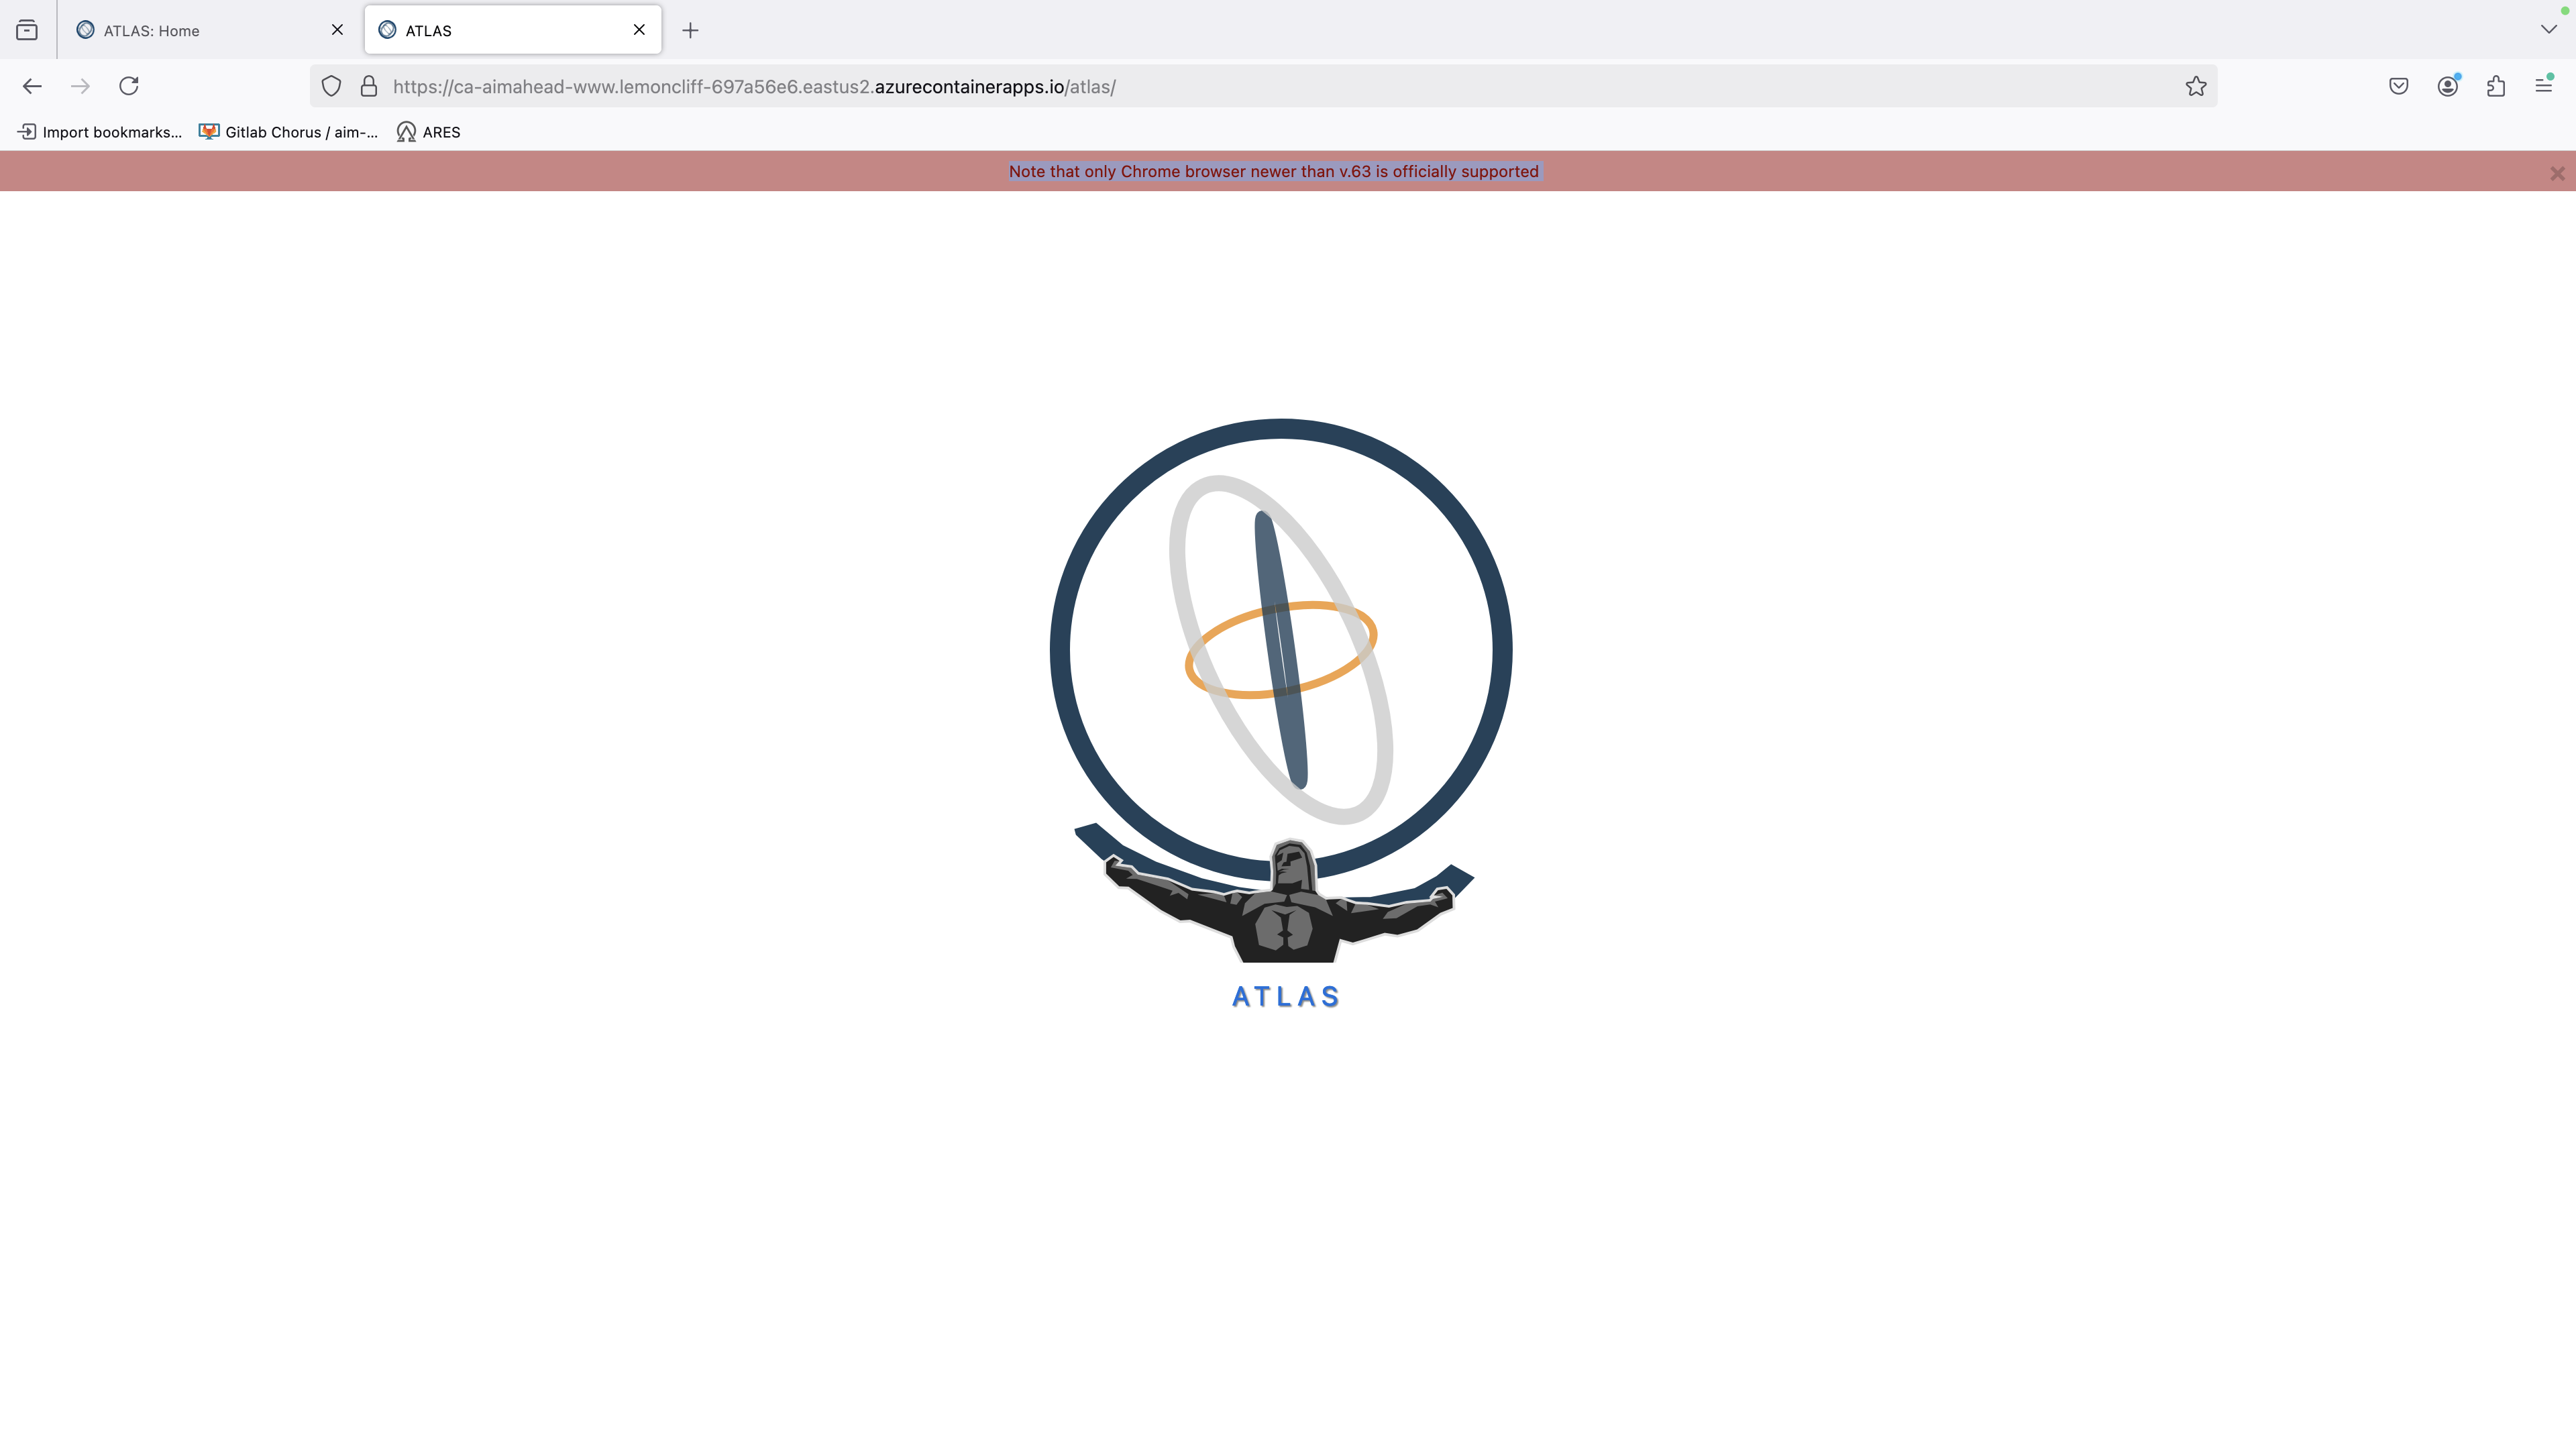 ATLAS: Home
ATLAS
https://ca-aimahead-www.lemoncliff-697a56e6.eastus2.azurecontainerapps.io/atlas/
Import bookmarks...
Gitlab Chorus / aim-...
ARES
Note that only Chrome browser newer than v.63 is officially supported
ATLAS